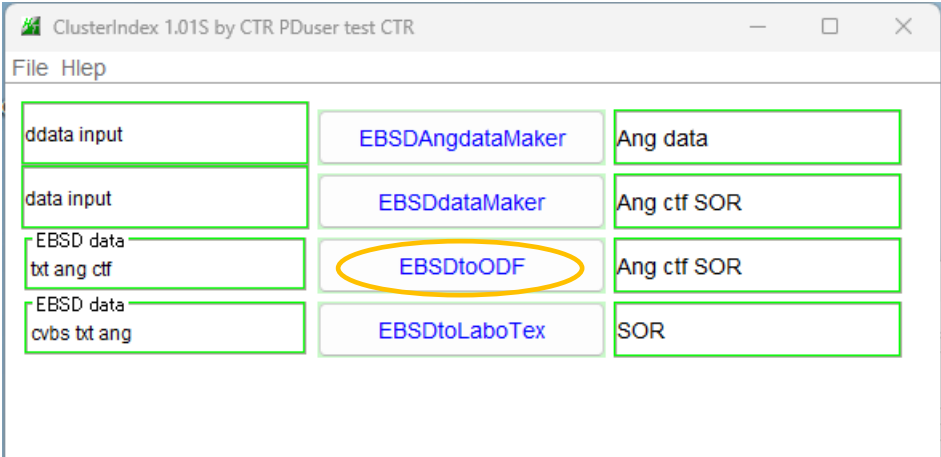 ClusterIndex 1.01S by CTR PDuser test CTR
File Hlep
ddata input
EBSDAngdataMaker
Ang data
data input
EBSDdataMaker
Ang ctf SOR
EBSD data
txt ang ctf
EBSDtoODF
Ang ctf SOR
EBSD data
cvbs txt ang
EBSDtoLaboTex
SOR